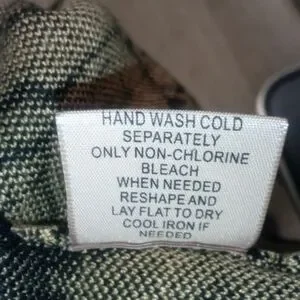 HAND WASH COLD
SEPARATELY
ONLY NON-CHLORINE
BLEACH
WHEN NEEDED
RESHAPE AND
LAY FLAT TO DRY
COOL IRON IF
NEEDED